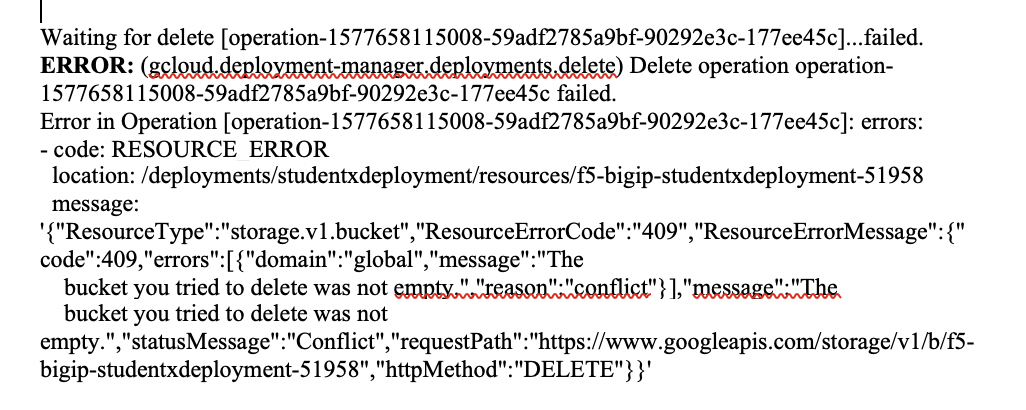 Waiting for delete [operation-1577658115008-59adf2785a9bf-90292e3c-177ee45c]...failed.
ERROR: (gcloud.deployment-manager.deployments.delete) Delete operation operation-
1577658115008-59adf2785a9bf-90292e3c-177ee45c failed.
Error in Operation [operation-1577658115008-59adf2785a9bf-90292e3c-177ee45c]: errors:
- code: RESOURCE_ERROR
location: /deployments/studentxdeployment/resources/f5-bigip-studentxdeployment-51958
message:
'{"ResourceType":"storage.v1.bucket","ResourceErrorCode":"409","ResourceErrorMessage":{"
code":409,"errors":[{"domain":"global","message":"The
bucket you tried to delete was not empty.","reason":"conflict"}],"message":"The
bucket you tried to delete was not
empty.","statusMessage":"Conflict","requestPath":"https://www.googleapis.com/storage/v1/b/f5-
bigip-studentxdeployment-51958","httpMethod":"DELETE"}}'